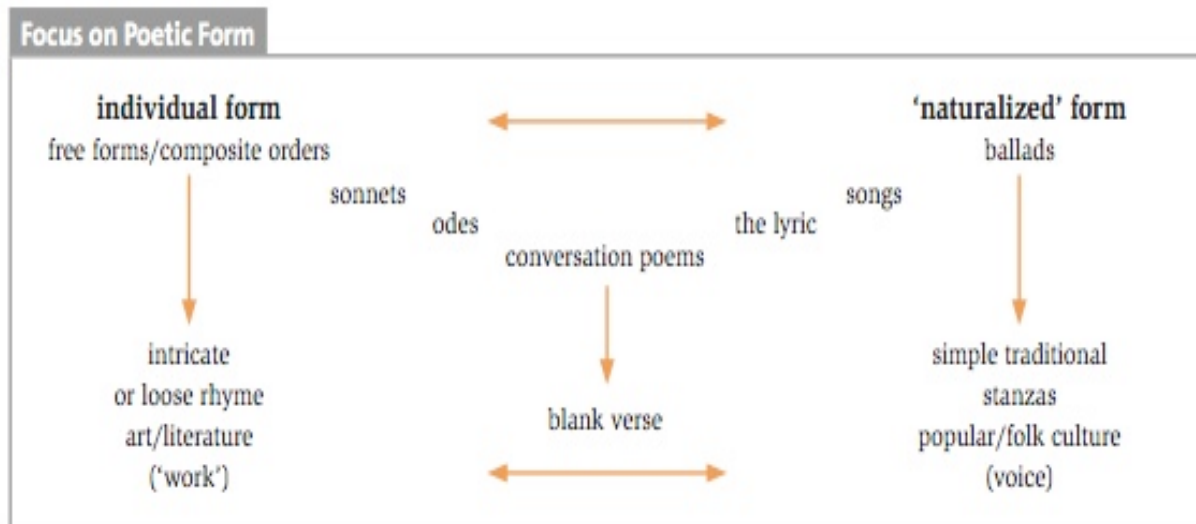 Focus on Poetic Form
individual form
free forms/composite orders
‘naturalized’ form
ballads
sonnets
songs
odes
the lyric
conversation poems
intricate
or loose rhyme
art/literature
(‘work’)
blank verse
simple traditional
stanzas
popular/folk culture
(voice)